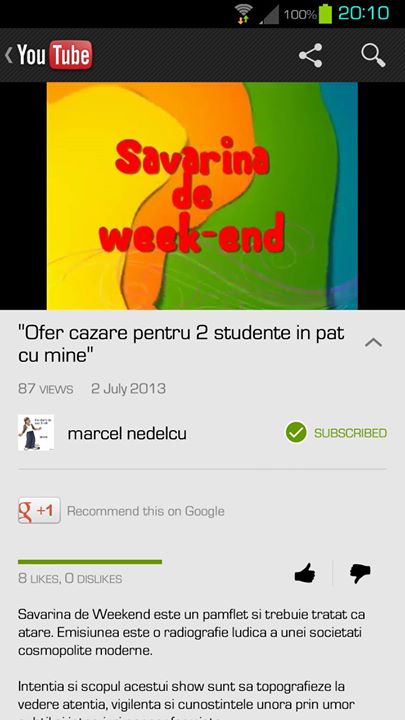 100% 20:10
YouTube
Savarina
de
week-end
"Ofer cazare pentru 2 studente in pat
cu mine"
87 VIEWS 2 July 2013
marcel nedelcu SUBSCRIBED
g +1 Recommend this on Google
8 LIKES, 0 DISLIKES
Savarina de Weekend este un pamflet si trebuie tratat ca
atare. Emisiunea este o radiografie ludica a unei societati
cosmopolite moderne.
Intentia si scopul acestui show sunt sa topografieze la
vedere atentia, vigilenta si cunostintele unora prin umor